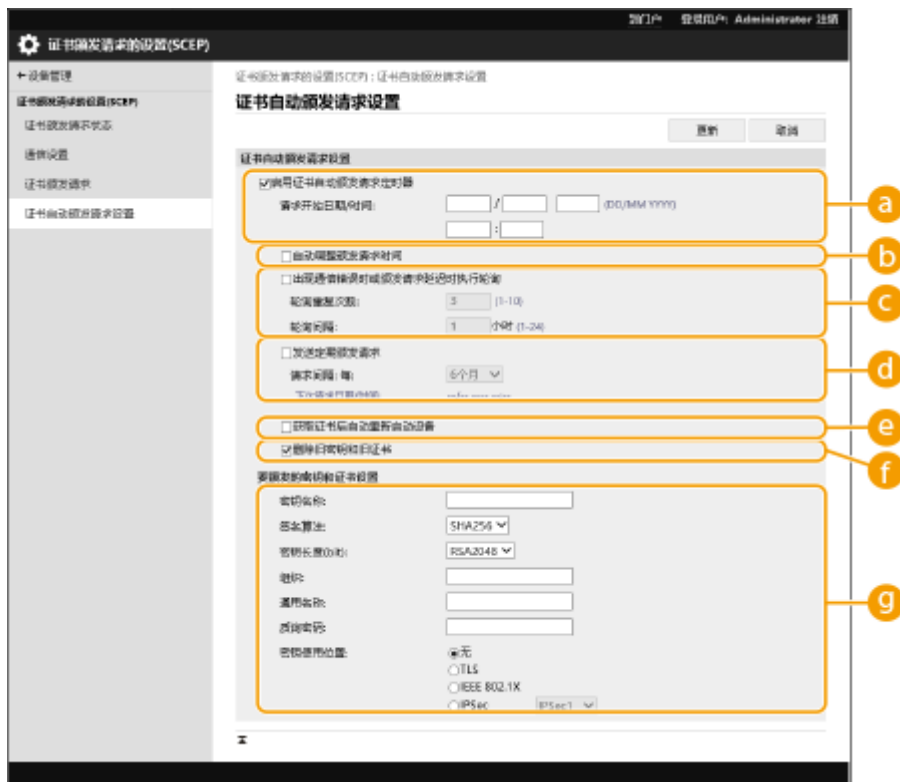 到门户 登录用户: Administrator 注销
证书颁发请求的设置(SCEP)
设备管理
证书颁发请求的设置(SCEP) : 证书自动颁发请求设置
证书颁发请求的设置(SCEP)
证书自动颁发请求设置
证书颁发请求状态
更新 取消
通信设置
证书自动颁发请求设置
证书颁发请求
启用证书自动颁发请求定时器
证书自动颁发请求设置
请求开始日期/时间: / (DD/MM YYYY)
:
a
自动调整颁发请求时间
b
出现通信错误时或颁发请求延迟时执行轮询
轮询重复次数: 3 (1-10)
轮询间隔: 1 小时 (1-24)
c
发送定期颁发请求
请求间隔: 每: 6个月
d
获取证书后自动重新启动设备
e
删除旧密钥和旧证书
f
要颁发的密钥和证书设置
密钥名称:
签名算法: SHA256
密钥长度(bit): RSA2048
组织:
通用名称:
质询密码:
密钥使用位置: 无
TLS
IEEE 802.1X
IPSec IPSec1
g